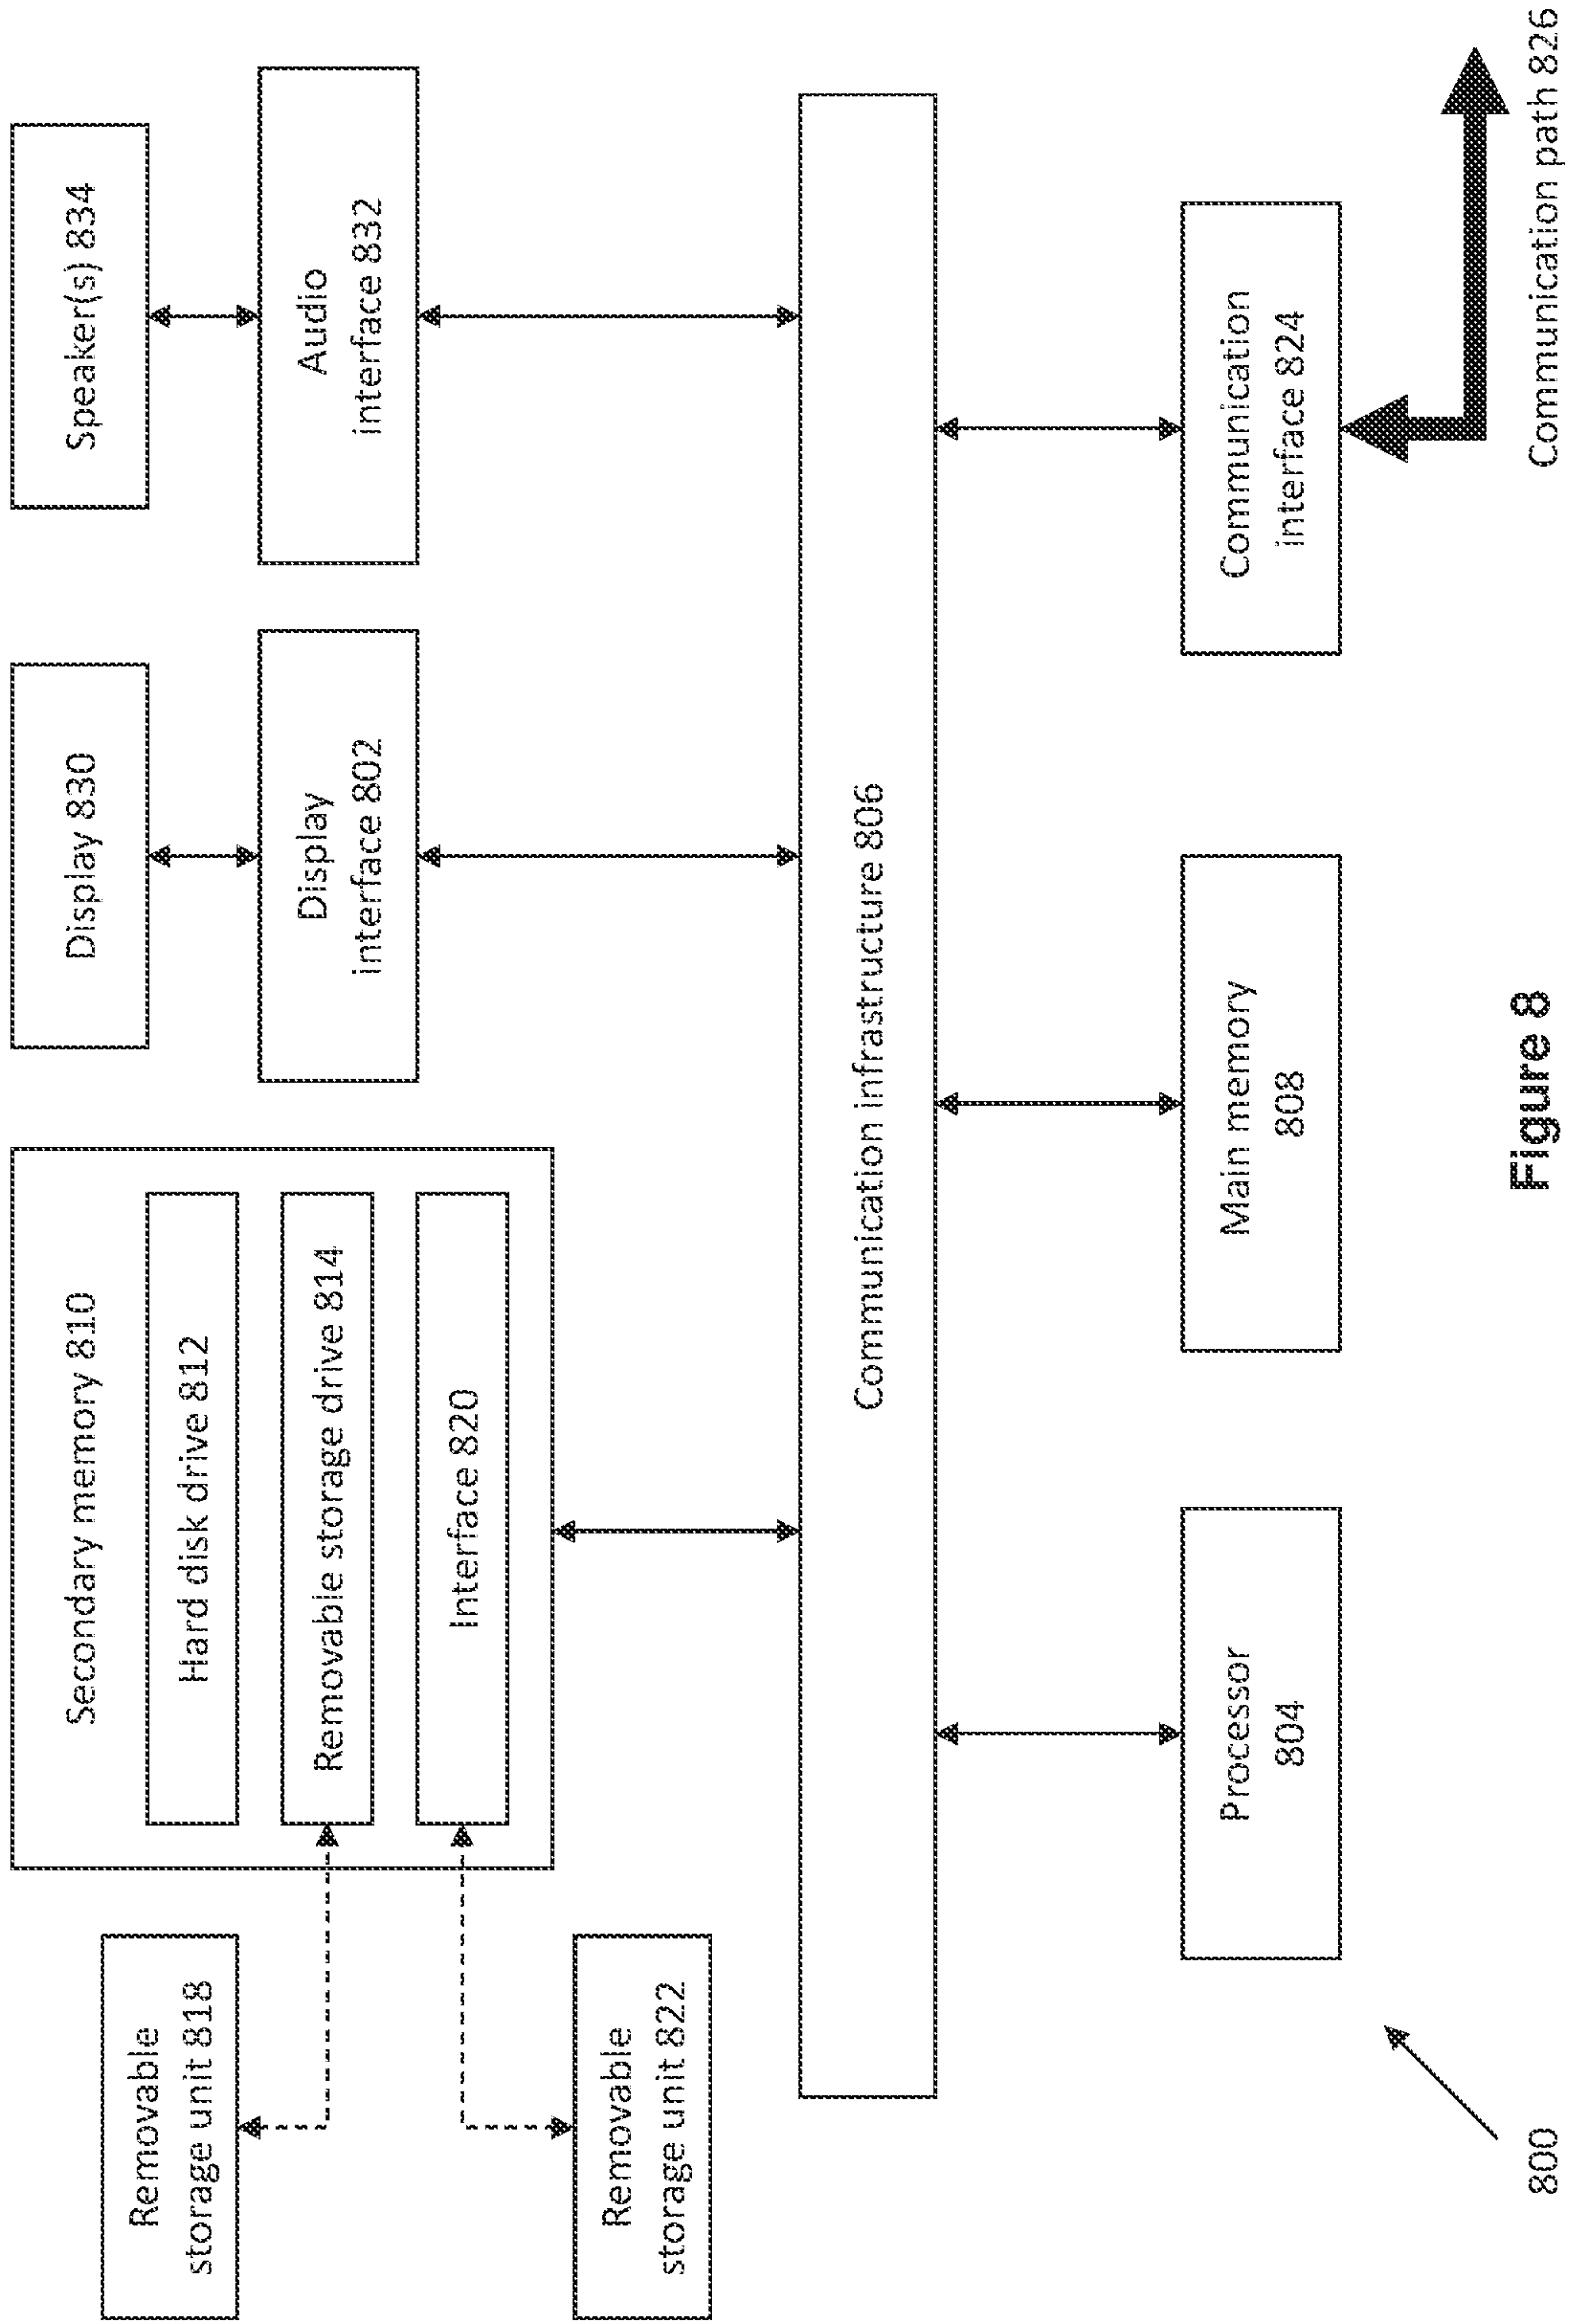 Removable
storage unit 818
Removable
storage unit 822
Secondary memory 810
Hard disk drive 812
Removable storage drive 814
Interface 820
Display 830
Display
interface 802
Speaker(s) 834
Audio
interface 832
Communication infrastructure 806
Processor
804
Main memory
808
Communication
interface 824
Communication path 826
800
Figure 8